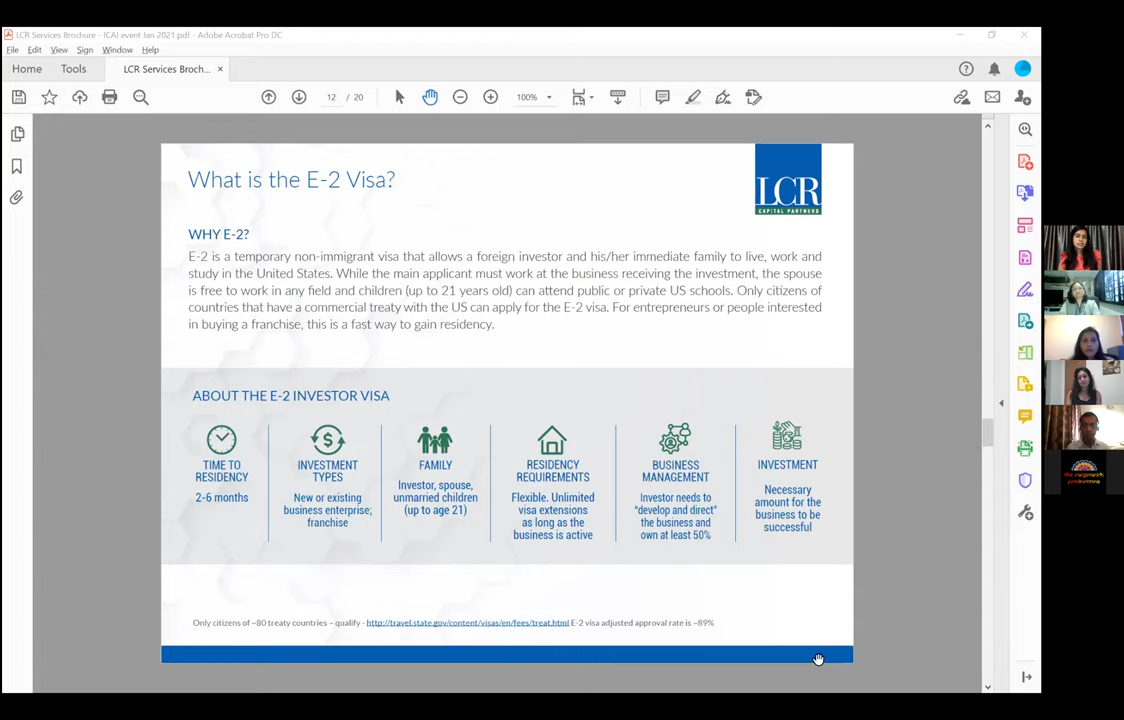 LCR Services Brochure - ICAI event Jan 2021.pdf - Adobe Acrobat Pro DC
File Edit View Sign Window Help
Home Tools LCR Services Broch... ×
12 / 20 100%
What is the E-2 Visa?
LCR
CAPITAL PARTNERS
WHY E-2?
E-2 is a temporary non-immigrant visa that allows a foreign investor and his/her immediate family to live, work and
study in the United States. While the main applicant must work at the business receiving the investment, the spouse
is free to work in any field and children (up to 21 years old) can attend public or private US schools. Only citizens of
countries that have a commercial treaty with the US can apply for the E-2 visa. For entrepreneurs or people interested
in buying a franchise, this is a fast way to gain residency.
ABOUT THE E-2 INVESTOR VISA
TIME TO
RESIDENCY
2-6 months
INVESTMENT
TYPES
New or existing
business enterprise;
franchise
FAMILY
Investor, spouse,
unmarried children
(up to age 21)
RESIDENCY
REQUIREMENTS
Flexible. Unlimited
visa extensions
as long as the
business is active
BUSINESS
MANAGEMENT
Investor needs to
"develop and direct"
the business and
own at least 50%
INVESTMENT
Necessary
amount for the
business to be
successful
Only citizens of ~80 treaty countries – qualify - http://travel.state.gov/content/visas/en/fees/treat.html E-2 visa adjusted approval rate is ~89%